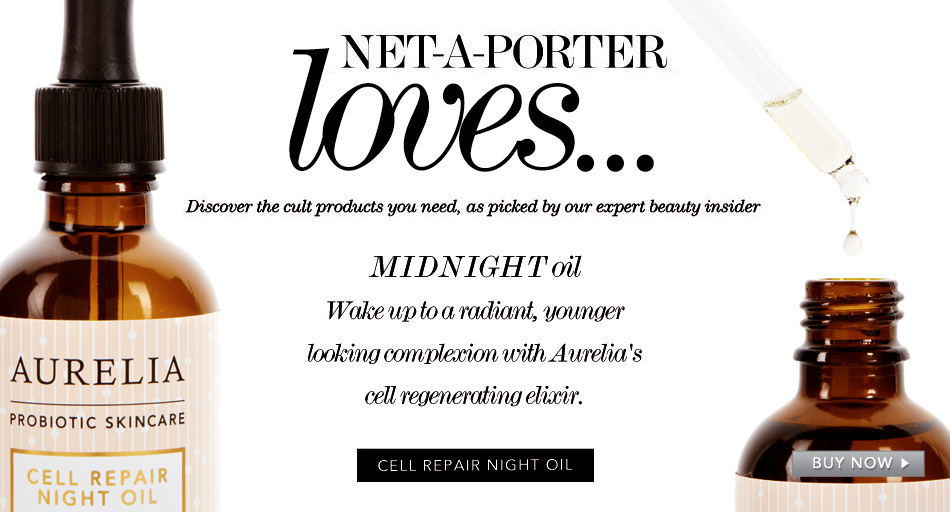 NET-A-PORTER
loves...
Discover the cult products you need, as picked by our expert beauty insider
MIDNIGHT oil
Wake up to a radiant, younger
looking complexion with Aurelia's
cell regenerating elixir.
CELL REPAIR NIGHT OIL
AURELIA
PROBIOTIC SKINCARE
CELL REPAIR
NIGHT OIL
BUY NOW